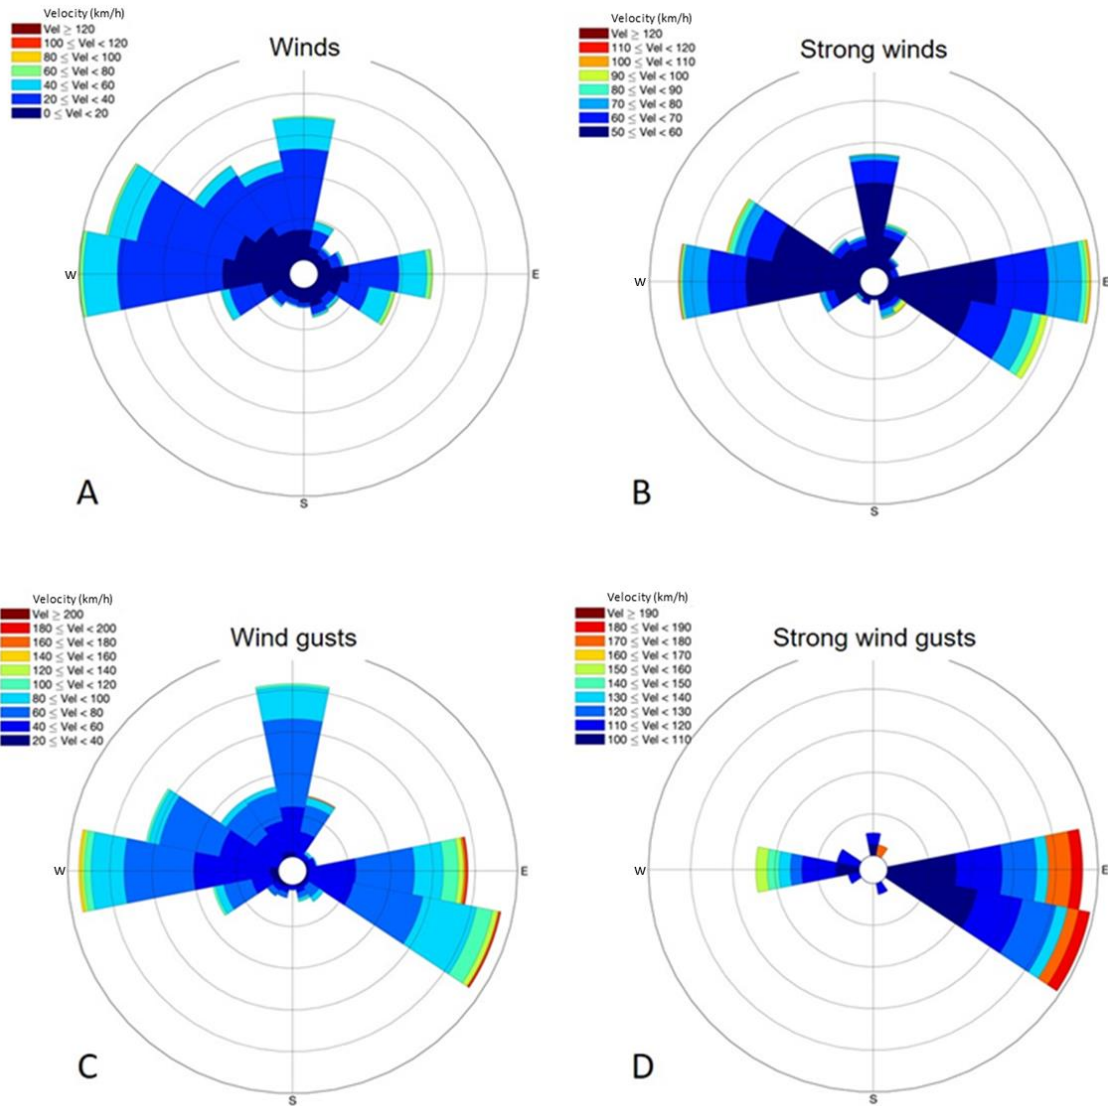 Velocity (km/h)
Vel ≥ 120
100 ≤ Vel < 120
80 ≤ Vel < 100
60 ≤ Vel < 80
40 ≤ Vel < 60
20 ≤ Vel < 40
0 ≤ Vel < 20
Winds
W
E
S
A
Velocity (km/h)
Vel ≥ 120
110 ≤ Vel < 120
100 ≤ Vel < 110
90 ≤ Vel < 100
80 ≤ Vel < 90
70 ≤ Vel < 80
60 ≤ Vel < 70
50 ≤ Vel < 60
Strong winds
W
E
S
B
Velocity (km/h)
Vel ≥ 200
180 ≤ Vel < 200
160 ≤ Vel < 180
140 ≤ Vel < 160
120 ≤ Vel < 140
100 ≤ Vel < 120
80 ≤ Vel < 100
60 ≤ Vel < 80
40 ≤ Vel < 60
20 ≤ Vel < 40
Wind gusts
W
E
S
C
Velocity (km/h)
Vel ≥ 190
180 ≤ Vel < 190
170 ≤ Vel < 180
160 ≤ Vel < 170
150 ≤ Vel < 160
140 ≤ Vel < 150
130 ≤ Vel < 140
120 ≤ Vel < 130
110 ≤ Vel < 120
100 ≤ Vel < 110
Strong wind gusts
W
E
S
D